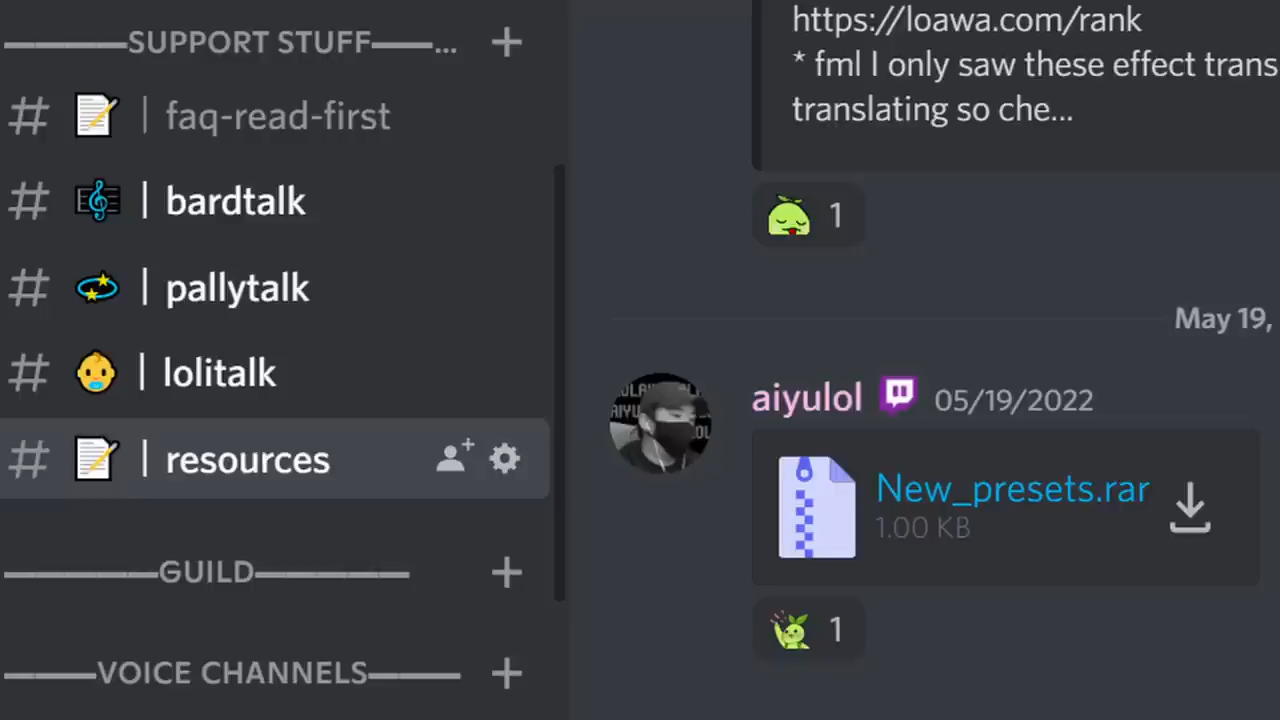 SUPPORT STUFF...
# | faq-read-first
# | bardtalk
# | pallytalk
# | lolitalk
# | resources
GUILD
VOICE CHANNELS
https://loawa.com/rank
* fml I only saw these effect trans
translating so che...
1
May 19,
aiyulol 05/19/2022
New_presets.rar
1.00 KB
1